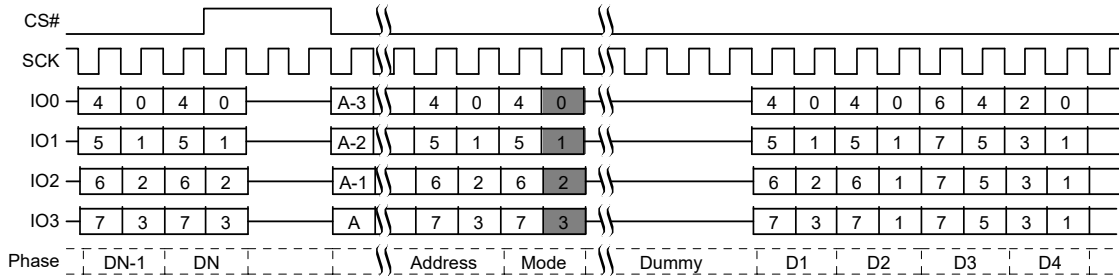 CS#
SCK
IO0 4 0 4 0 A-3 4 0 4 0 4 0 4 0 6 4 2 0
IO1 5 1 5 1 A-2 5 1 5 1 5 1 5 1 7 5 3 1
IO2 6 2 6 2 A-1 6 2 6 2 6 2 6 1 7 5 3 1
IO3 7 3 7 3 A 7 3 7 3 7 3 7 1 7 5 3 1
Phase DN-1 DN Address Mode Dummy D1 D2 D3 D4